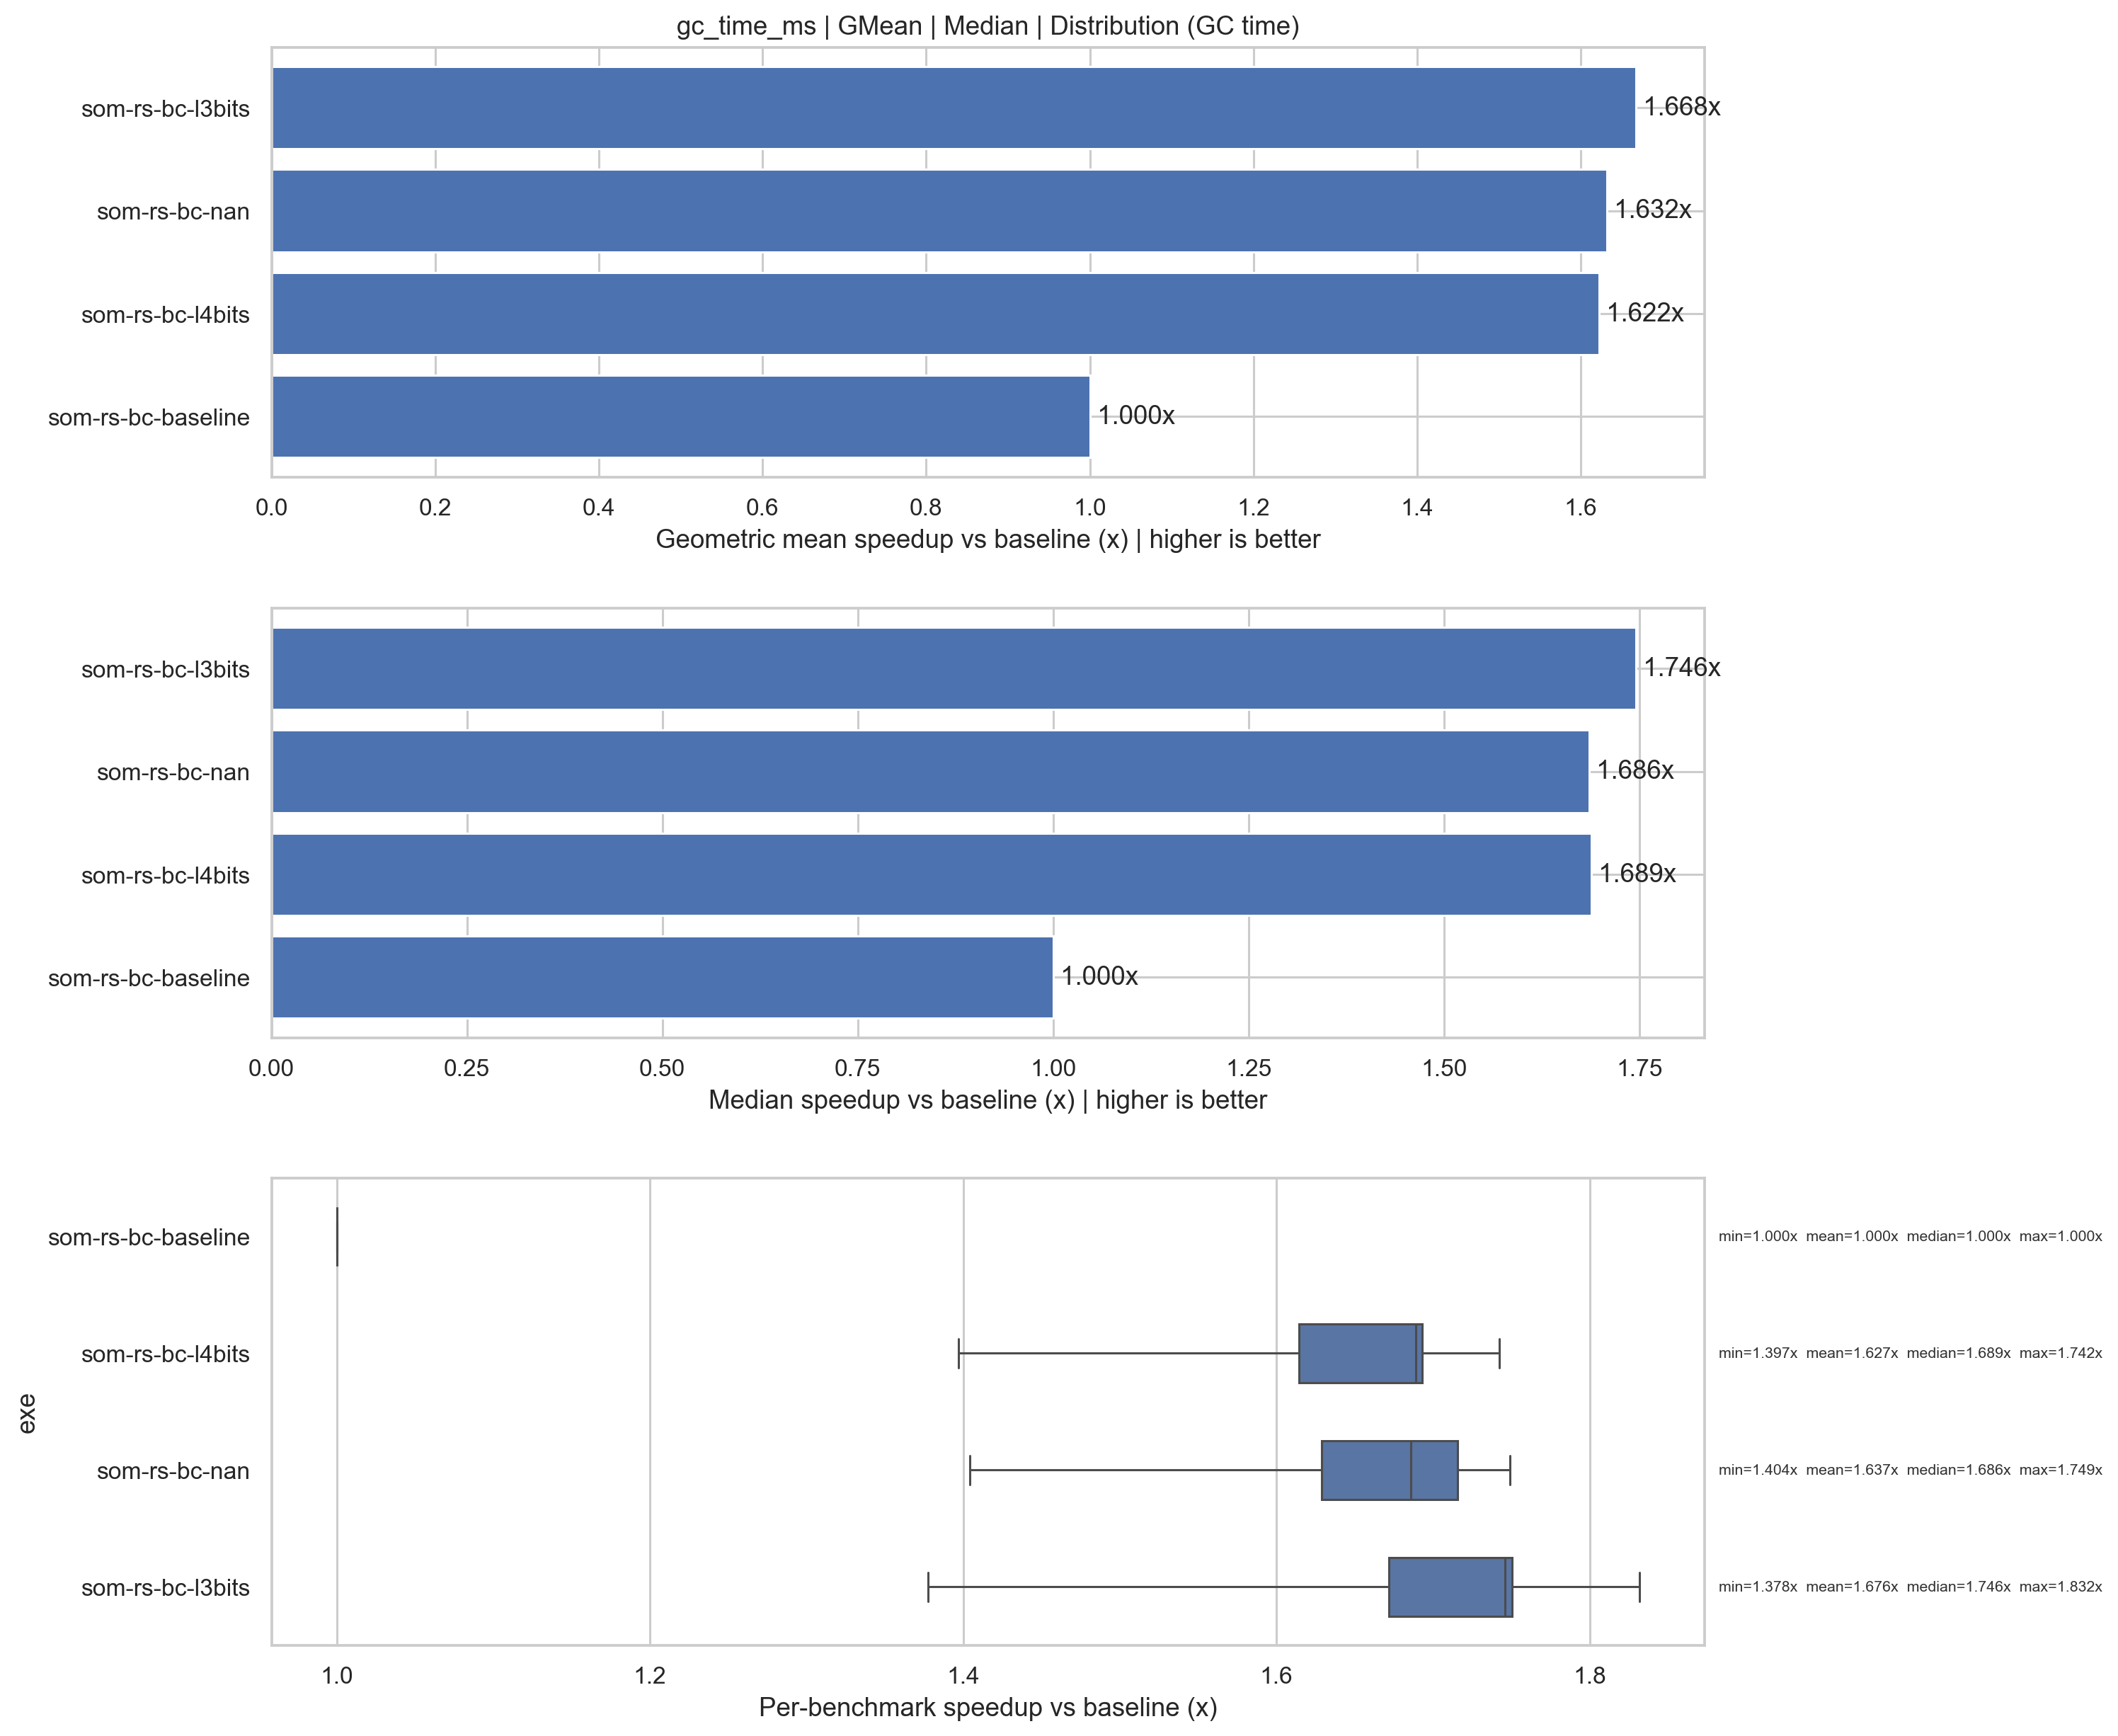 gc_time_ms | GMean | Median | Distribution (GC time)
som-rs-bc-l3bits
1.668x
som-rs-bc-nan
1.632x
som-rs-bc-l4bits
1.622x
som-rs-bc-baseline
1.000x
0.0 0.2 0.4 0.6 0.8 1.0 1.2 1.4 1.6
Geometric mean speedup vs baseline (x) | higher is better
som-rs-bc-l3bits
1.746x
som-rs-bc-nan
1.686x
som-rs-bc-l4bits
1.689x
som-rs-bc-baseline
1.000x
0.00 0.25 0.50 0.75 1.00 1.25 1.50 1.75
Median speedup vs baseline (x) | higher is better
exe
som-rs-bc-baseline
min=1.000x mean=1.000x median=1.000x max=1.000x
som-rs-bc-l4bits
min=1.397x mean=1.627x median=1.689x max=1.742x
som-rs-bc-nan
min=1.404x mean=1.637x median=1.686x max=1.749x
som-rs-bc-l3bits
min=1.378x mean=1.676x median=1.746x max=1.832x
1.0 1.2 1.4 1.6 1.8
Per-benchmark speedup vs baseline (x)